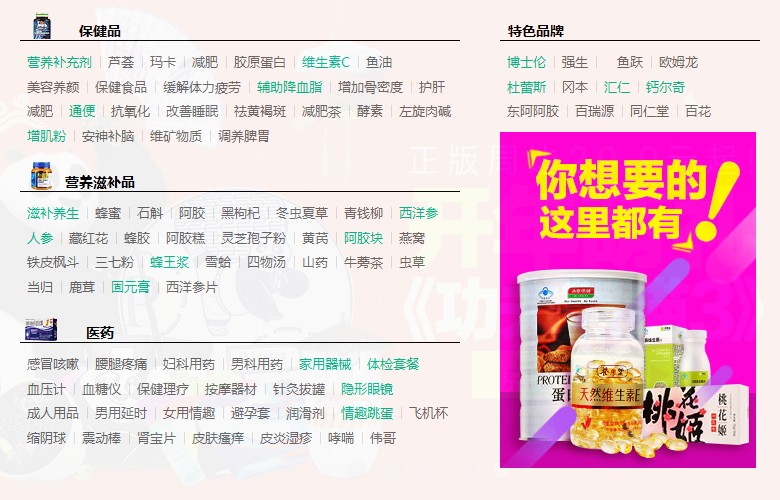 保健品
营养补充剂 芦荟 玛卡 减肥 胶原蛋白 维生素C 鱼油
美容养颜 保健食品 缓解体力疲劳 辅助降血脂 增加骨密度 护肝
减肥 通便 抗氧化 改善睡眠 祛黄褐斑 减肥茶 酵素 左旋肉碱
增肌粉 安神补脑 维矿物质 调养脾胃
营养滋补品
滋补养生 蜂蜜 石斛 阿胶 黑枸杞 冬虫夏草 青钱柳 西洋参
人参 藏红花 蜂胶 阿胶糕 灵芝孢子粉 黄芪 阿胶块 燕窝
铁皮枫斗 三七粉 蜂王浆 雪蛤 四物汤 山药 牛蒡茶 虫草
当归 鹿茸 固元膏 西洋参片
医药
感冒咳嗽 腰腿疼痛 妇科用药 男科用药 家用器械 体检套餐
血压计 血糖仪 保健理疗 按摩器材 针灸拔罐 隐形眼镜
成人用品 男用延时 女用情趣 避孕套 润滑剂 情趣跳蛋 飞机杯
缩阴球 震动棒 肾宝片 皮肤瘙痒 皮炎湿疹 哮喘 伟哥
特色品牌
博士伦 强生 鱼跃 欧姆龙
杜蕾斯 冈本 汇仁 钙尔奇
东阿阿胶 百瑞源 同仁堂 百花
你想要的
这里都有！
PROTE
蛋白
天然维生素E
桃花姬
桃花姬
正版周